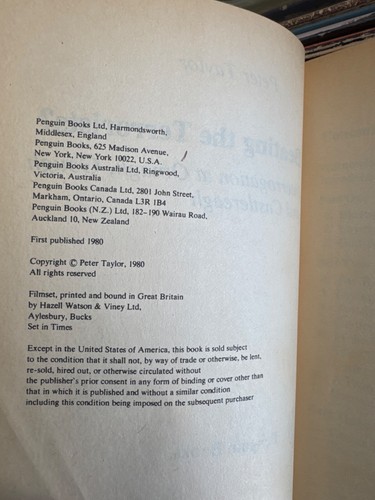 Penguin Books Ltd, Harmondsworth,
Middlesex, England
Penguin Books, 625 Madison Avenue,
New York, New York 10022, U.S.A.
Penguin Books Australia Ltd, Ringwood,
Victoria, Australia
Penguin Books Canada Ltd, 2801 John Street,
Markham, Ontario, Canada L3R 1B4
Penguin Books (N.Z.) Ltd, 182-190 Wairau Road,
Auckland 10, New Zealand
First published 1980
Copyright © Peter Taylor, 1980
All rights reserved
Filmset, printed and bound in Great Britain
by Hazell Watson & Viney Ltd,
Aylesbury, Bucks
Set in Times
Except in the United States of America, this book is sold subject
to the condition that it shall not, by way of trade or otherwise, be lent,
re-sold, hired out, or otherwise circulated without
the publisher's prior consent in any form of binding or cover other than
that in which it is published and without a similar condition
including this condition being imposed on the subsequent purchaser